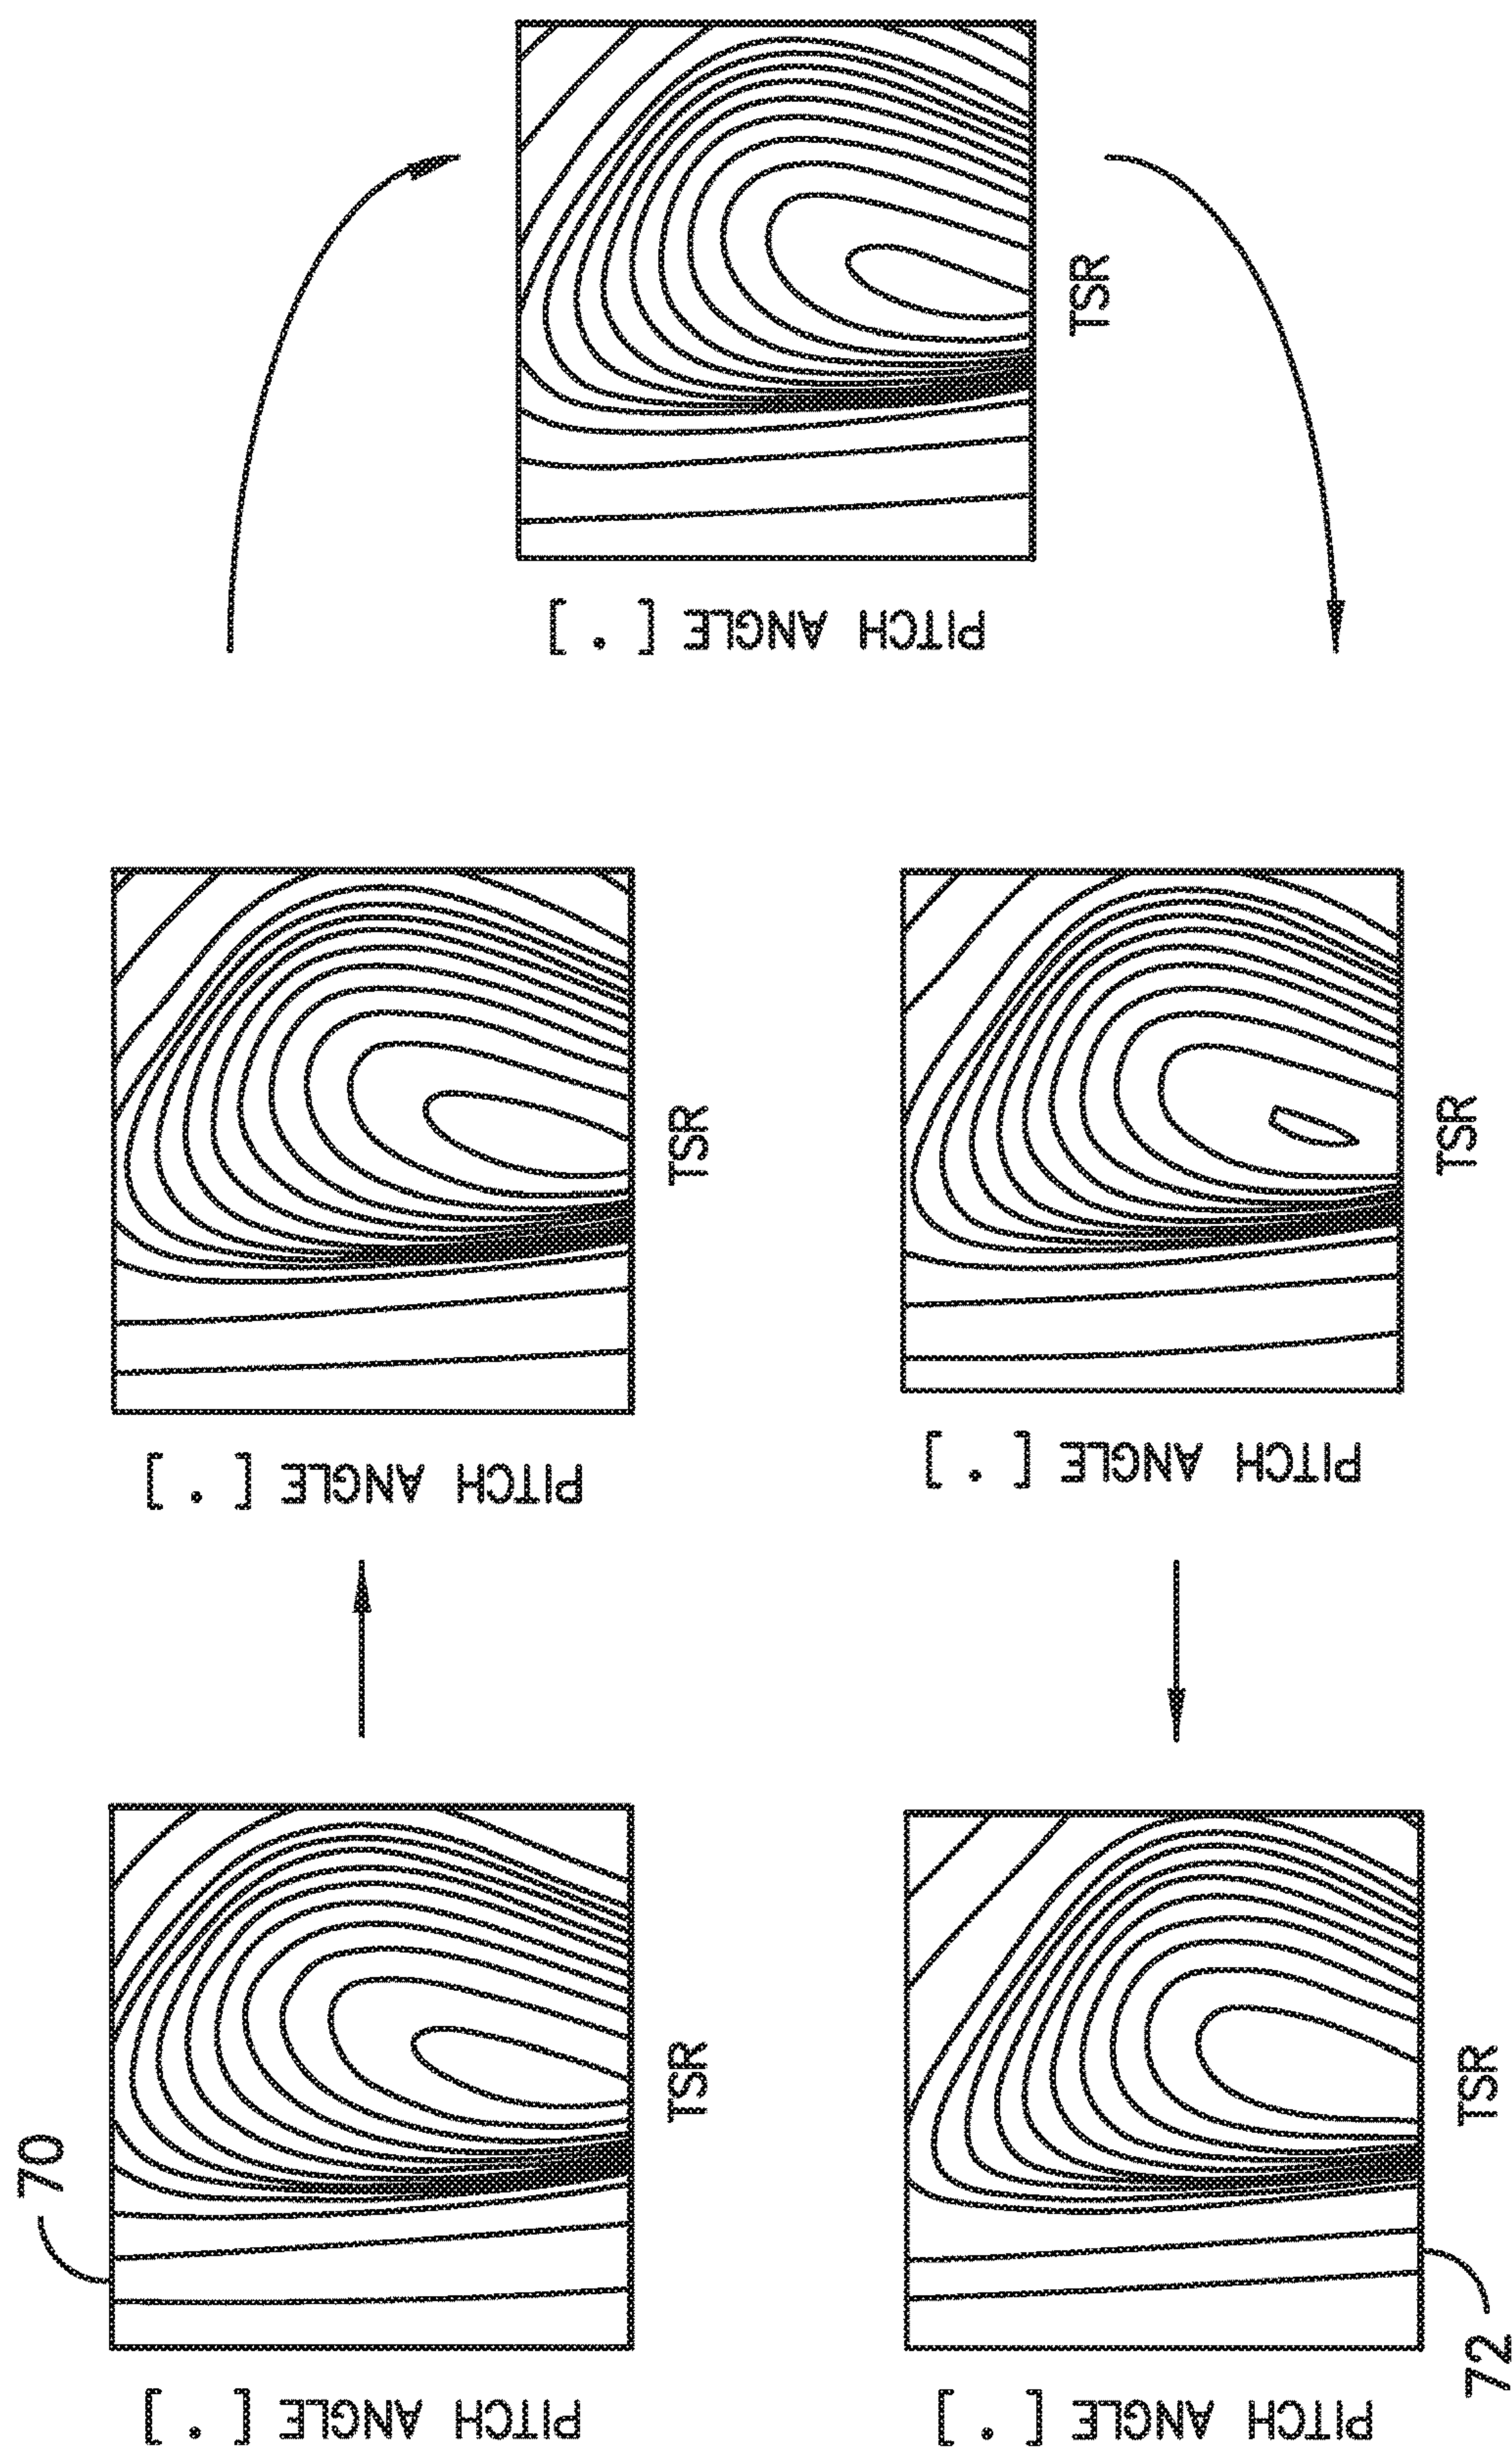 70
PITCH ANGLE [ ° ]
TSR
PITCH ANGLE [ ° ]
TSR
PITCH ANGLE [ ° ]
TSR
PITCH ANGLE [ ° ]
TSR
PITCH ANGLE [ ° ]
TSR
72